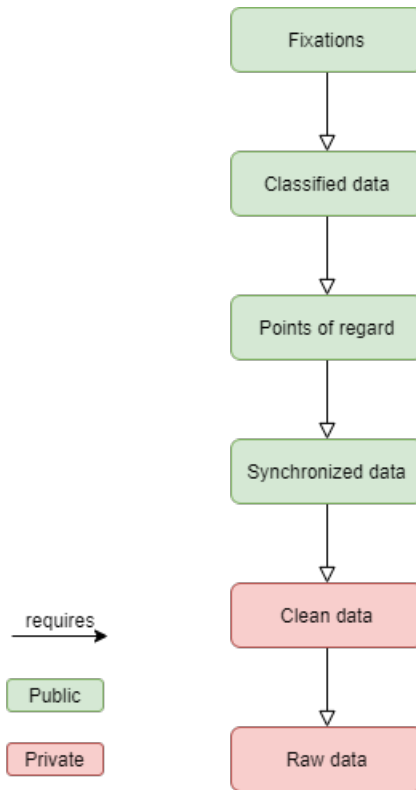 Fixations
Classified data
Points of regard
Synchronized data
Clean data
Raw data
requires
Public
Private